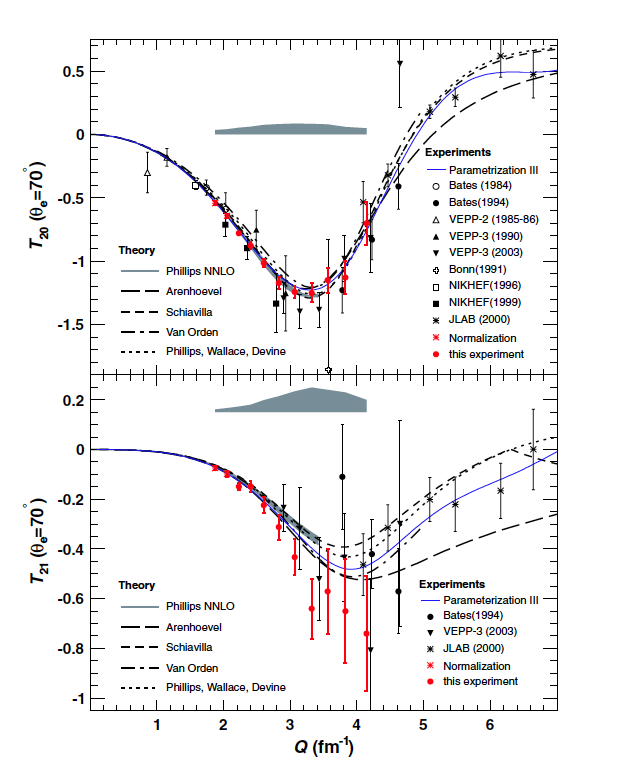 0.5
0
-0.5
-1
-1.5
T20 (θe=70°)
Experiments
Parametrization III
Bates (1984)
Bates(1994)
VEPP-2 (1985-86)
VEPP-3 (1990)
VEPP-3 (2003)
Bonn(1991)
NIKHEF(1996)
NIKHEF(1999)
JLAB (2000)
Normalization
this experiment
Theory
Phillips NNLO
Arenhoevel
Schiavilla
Van Orden
Phillips, Wallace, Devine
0.2
0
-0.2
-0.4
-0.6
-0.8
-1
T21 (θe=70°)
Theory
Phillips NNLO
Arenhoevel
Schiavilla
Van Orden
Phillips, Wallace, Devine
Experiments
Parameterization III
Bates(1994)
VEPP-3 (2003)
JLAB (2000)
Normalization
this experiment
1 2 3 4 5 6
Q (fm-1)